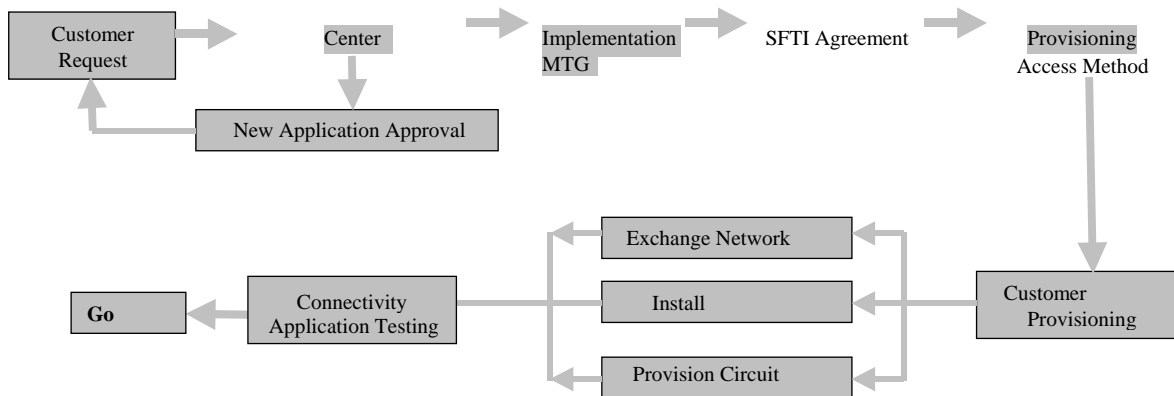 Customer
Request
Center
Implementation
MTG
SFTI Agreement
Provisioning
Access Method
New Application Approval
Exchange Network
Install
Provision Circuit
Customer
Provisioning
Connectivity
Application Testing
Go